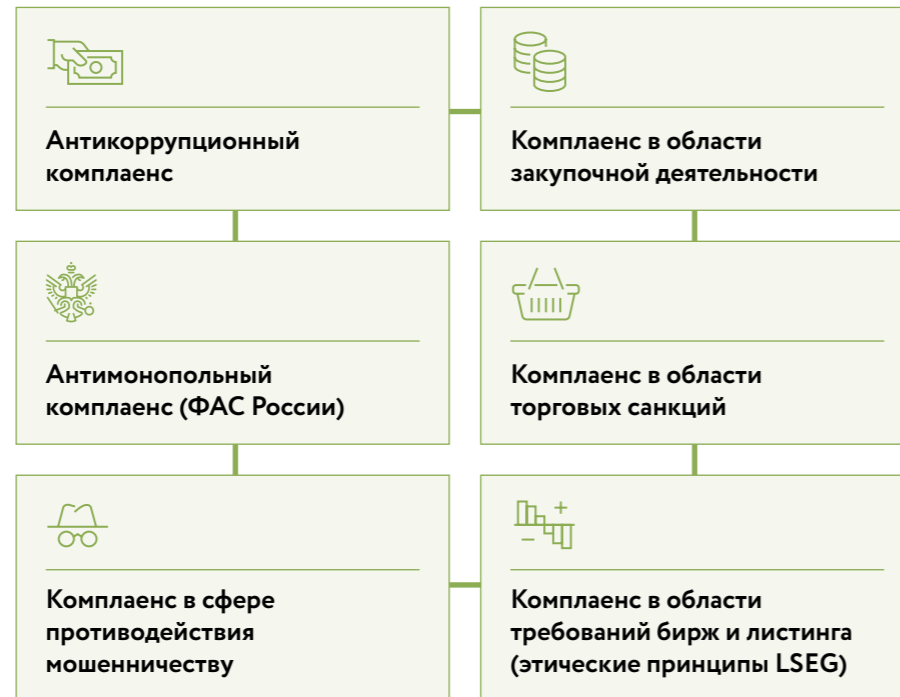 Антикоррупционный
комплаенс
Комплаенс в области
закупочной деятельности
Антимонопольный
комплаенс (ФАС России)
Комплаенс в области
торговых санкций
Комплаенс в сфере
противодействия
мошенничеству
Комплаенс в области
требований бирж и листинга
(этические принципы LSEG)